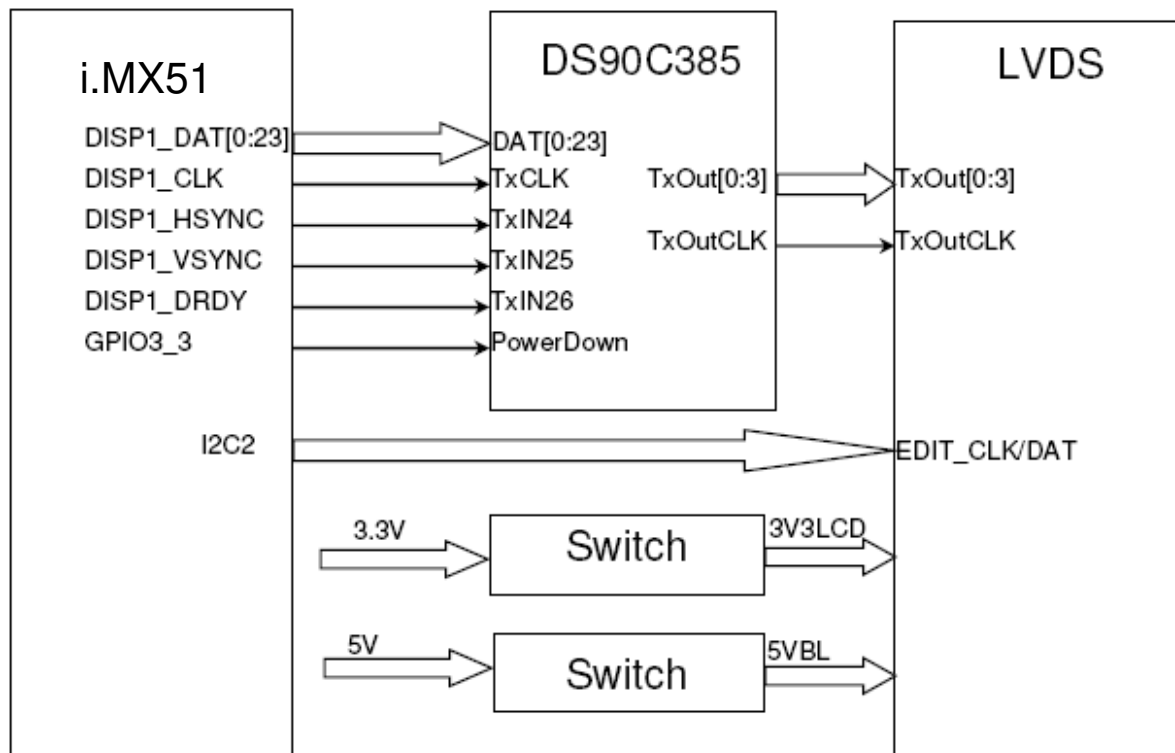 i.MX51
DISP1_DAT[0:23]
DISP1_CLK
DISP1_HSYNC
DISP1_VSYNC
DISP1_DRDY
GPIO3_3
I2C2
DS90C385
DAT[0:23]
TxCLK
TxIN24
TxIN25
TxIN26
PowerDown
TxOut[0:3]
TxOutCLK
LVDS
TxOut[0:3]
TxOutCLK
EDIT_CLK/DAT
3.3V
Switch
3V3LCD
5V
Switch
5VBL